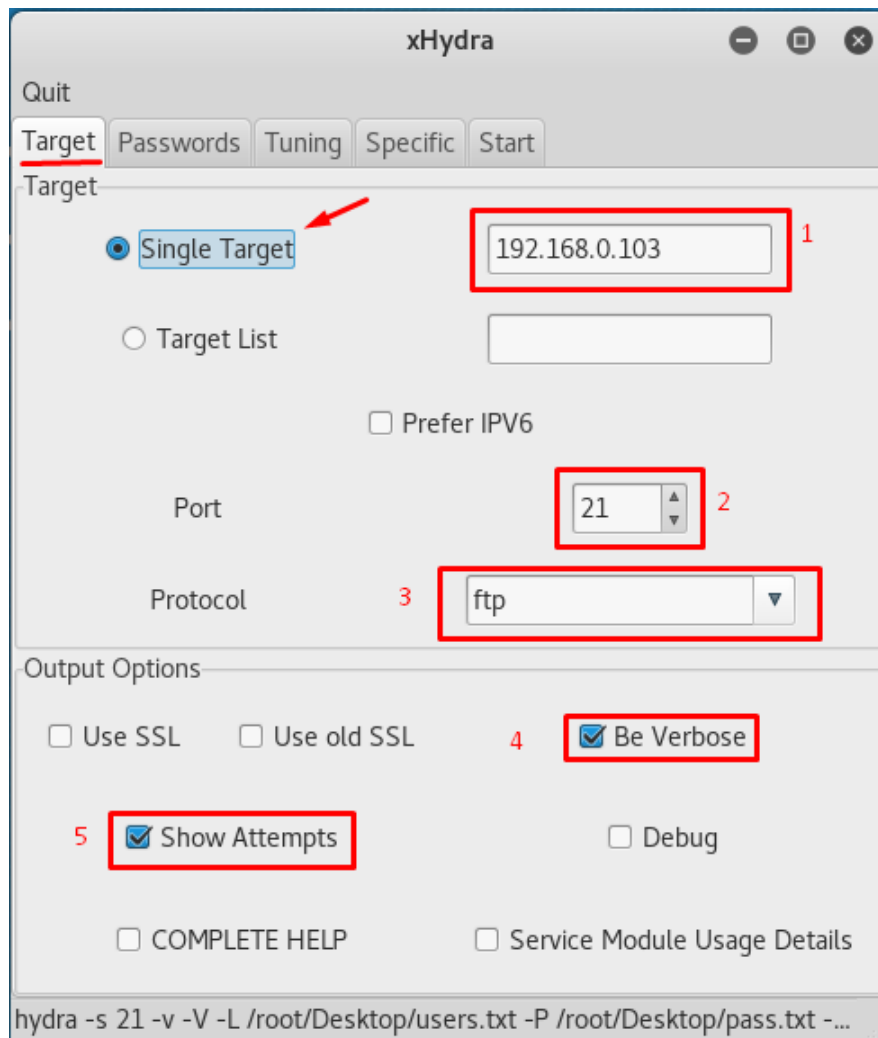 xHydra
Quit
Target Passwords Tuning Specific Start
Target
Single Target 192.168.0.103 1
Target List
Prefer IPV6
Port 21 2
Protocol 3 ftp
Output Options
Use SSL Use old SSL 4 Be Verbose
5 Show Attempts Debug
COMPLETE HELP Service Module Usage Details
hydra -s 21 -v -V -L /root/Desktop/users.txt -P /root/Desktop/pass.txt -...